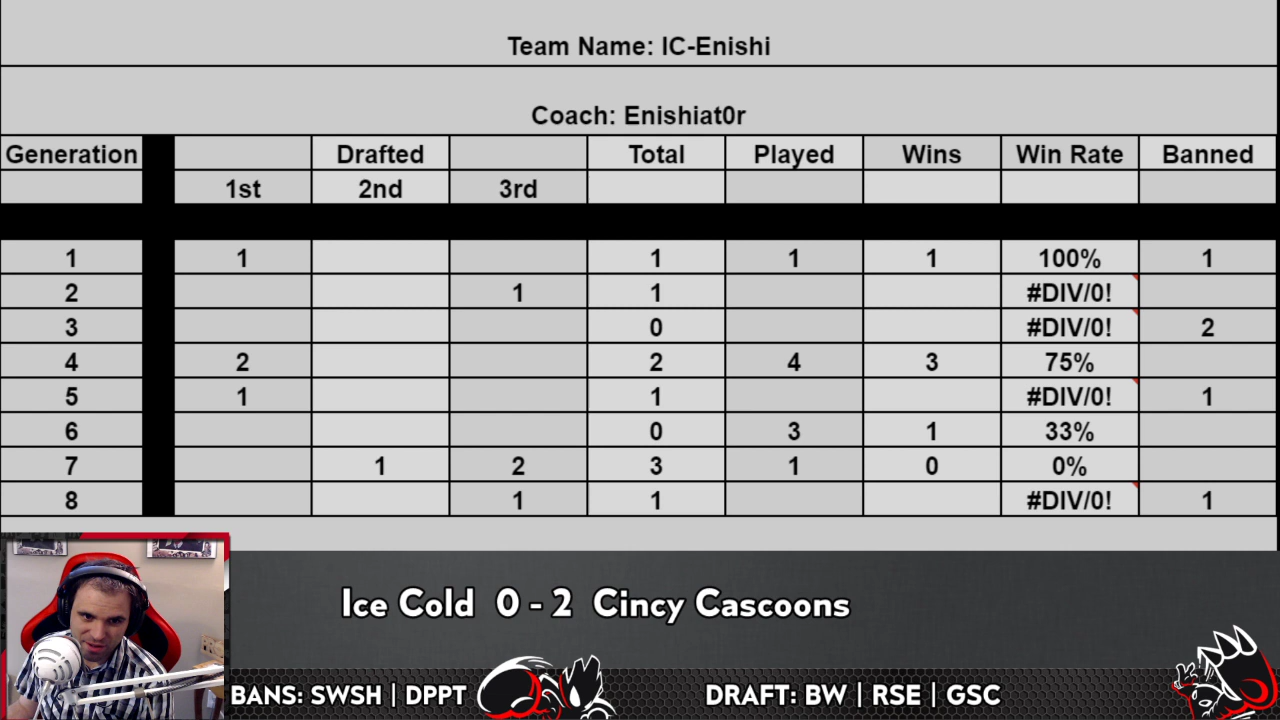 Team Name: IC-Enishi
Coach: Enishiat0r
Generation Drafted Total Played Wins Win Rate Banned
1st 2nd 3rd
1 1 1 1 1 100% 1
2 1 1 #DIV/0!
3 0 #DIV/0! 2
4 2 2 4 3 75%
5 1 1 #DIV/0! 1
6 0 3 1 33%
7 1 2 3 1 0 0%
8 1 1 #DIV/0! 1
Ice Cold 0 - 2 Cincy Cascoons
BANS: SWSH | DPPT DRAFT: BW | RSE | GSC